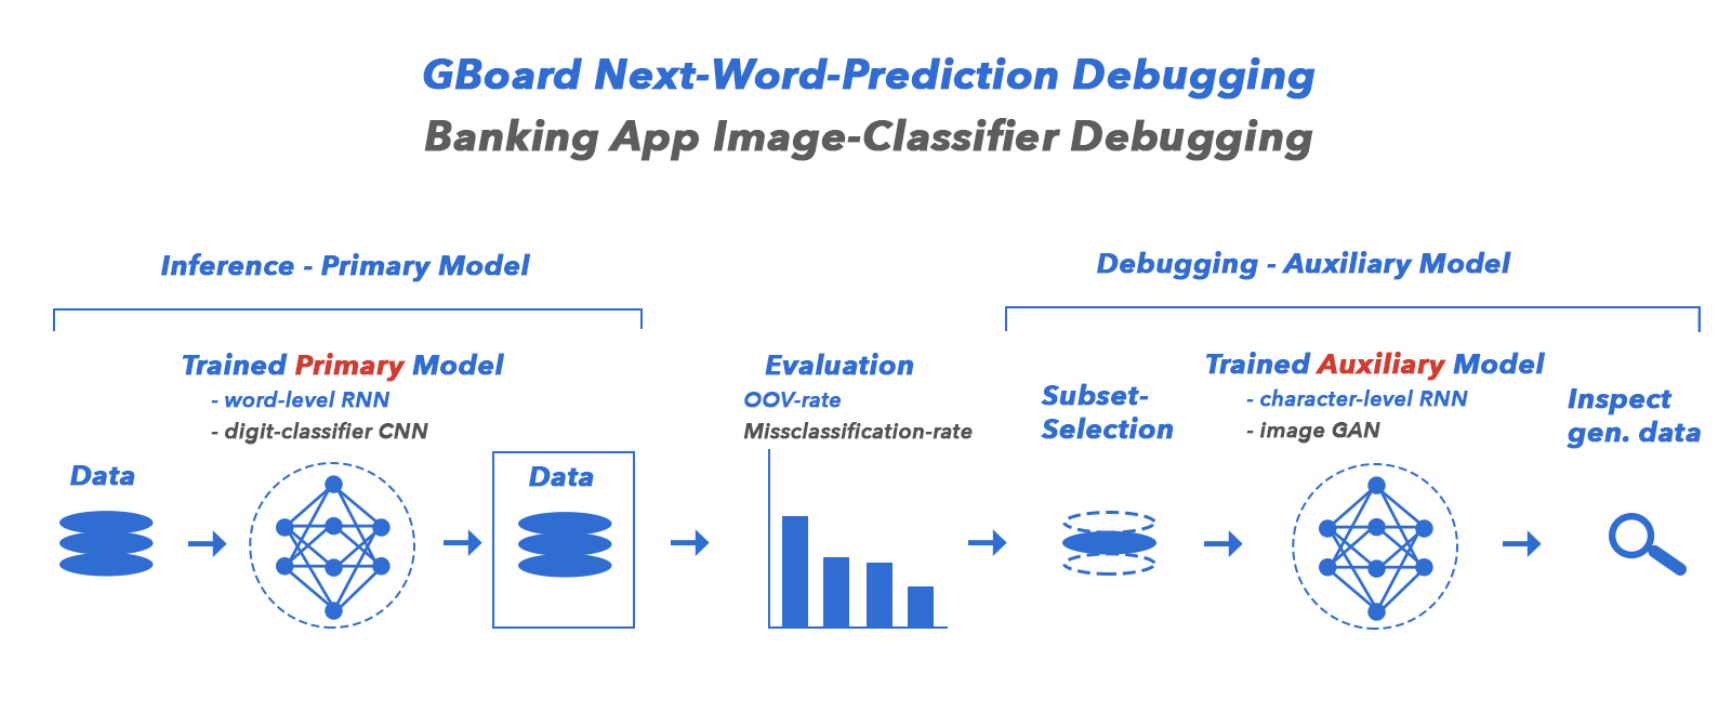 GBoard Next-Word-Prediction Debugging
Banking App Image-Classifier Debugging
Inference - Primary Model
Debugging - Auxiliary Model
Trained Primary Model
- word-level RNN
- digit-classifier CNN
Data
Data
Evaluation
OOV-rate
Missclassification-rate
Subset-
Selection
Trained Auxiliary Model
- character-level RNN
- image GAN
Inspect
gen. data